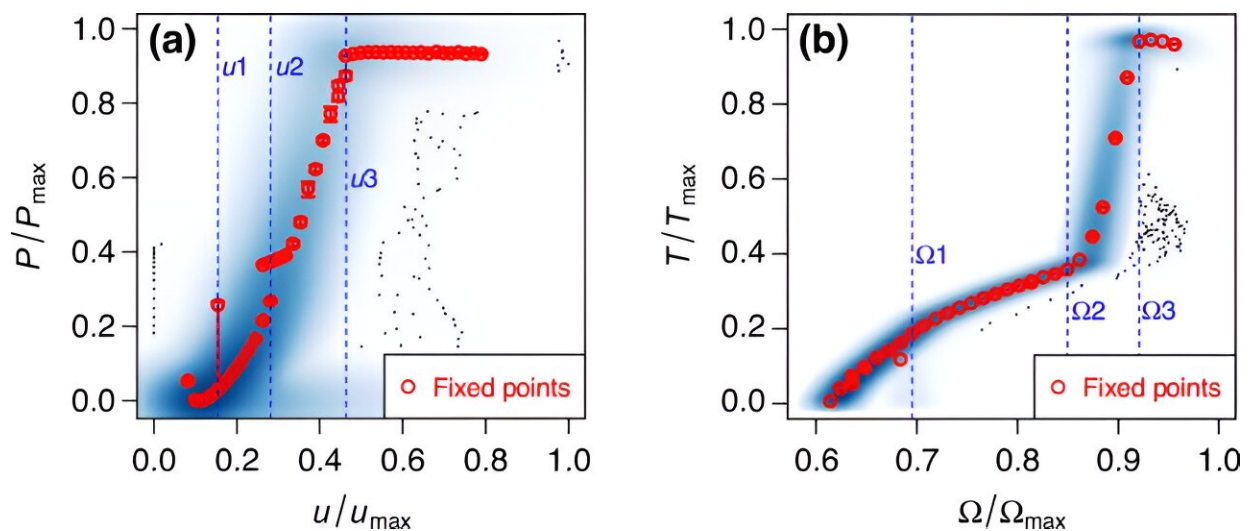 (a)
u1
u2
u3
P/Pmax
1.0
0.8
0.6
0.4
0.2
0.0
Fixed points
0.0 0.2 0.4 0.6 0.8 1.0
u/umax
(b)
Ω1
Ω2
Ω3
T/Tmax
1.0
0.8
0.6
0.4
0.2
0.0
Fixed points
0.6 0.7 0.8 0.9 1.0
Ω/Ωmax